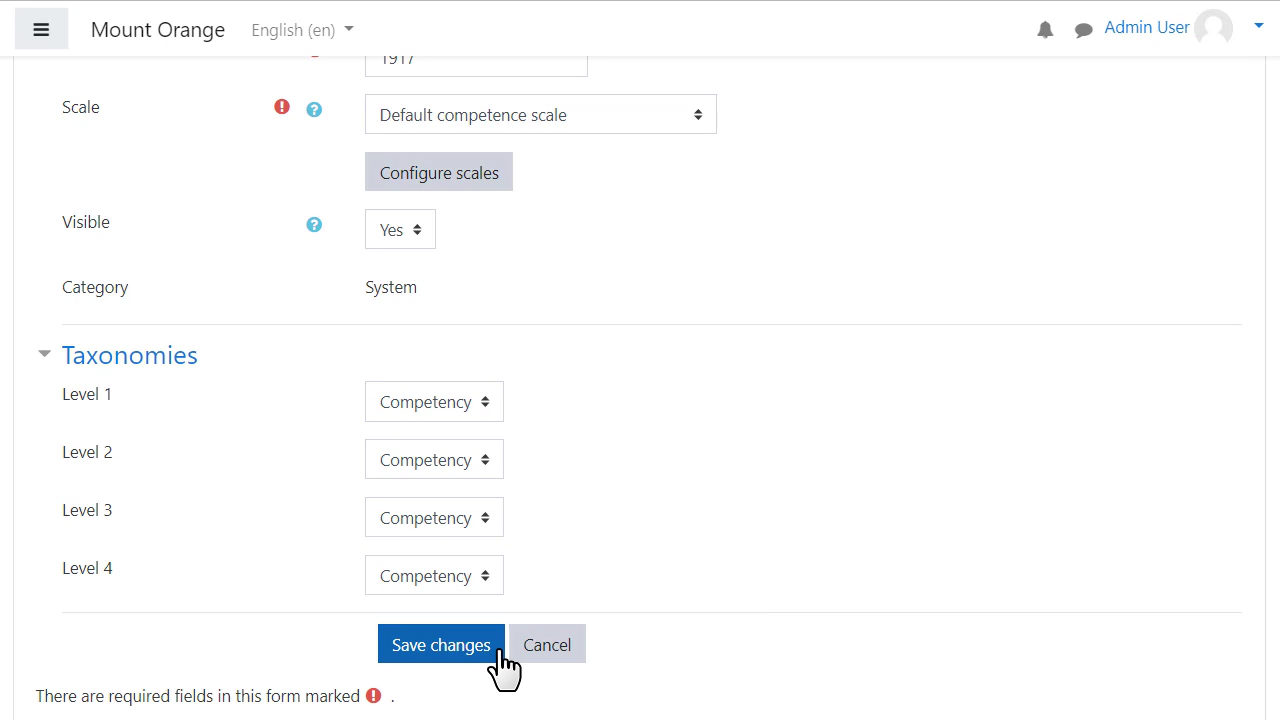 Mount Orange English (en) Admin User
1917
Scale Default competence scale
Configure scales
Visible Yes
Category System
Taxonomies
Level 1 Competency
Level 2 Competency
Level 3 Competency
Level 4 Competency
Save changes Cancel
There are required fields in this form marked .